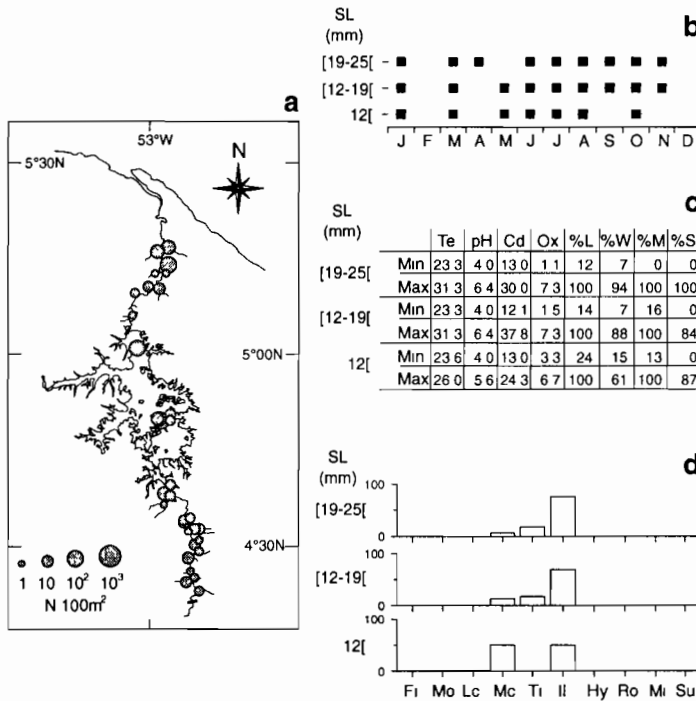 a
53°W
5°30N
N
5°00N
4°30N
1 10 10² 10³
N 100m²
b
SL
(mm)
[19-25[
[12-19[
12[
J F M A M J J A S O N D
c
SL
(mm)
Te pH Cd Ox %L %W %M %S
[19-25[ Min 23 3 4 0 13 0 1 1 12 7 0 0
Max 31 3 6 4 30 0 7 3 100 94 100 100
[12-19[ Min 23 3 4 0 12 1 1 5 14 7 16 0
Max 31 3 6 4 37 8 7 3 100 88 100 84
12[ Min 23 6 4 0 13 0 3 3 24 15 13 0
Max 26 0 5 6 24 3 6 7 100 61 100 87
d
SL
(mm)
100
[19-25[
0
100
[12-19[
0
100
12[
0
Fi Mo Lc Mc Ti Il Hy Ro Mi Su